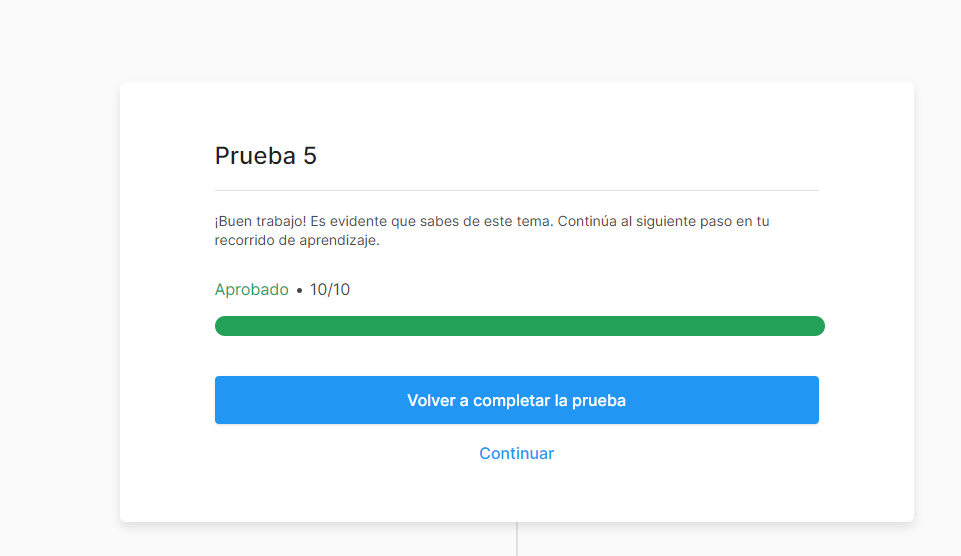 Prueba 5
¡Buen trabajo! Es evidente que sabes de este tema. Continúa al siguiente paso en tu
recorrido de aprendizaje.
Aprobado • 10/10
Volver a completar la prueba
Continuar